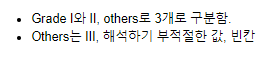 • Grade I와 II, others로 3개로 구분함.
• Others는 III, 해석하기 부적절한 값, 빈칸